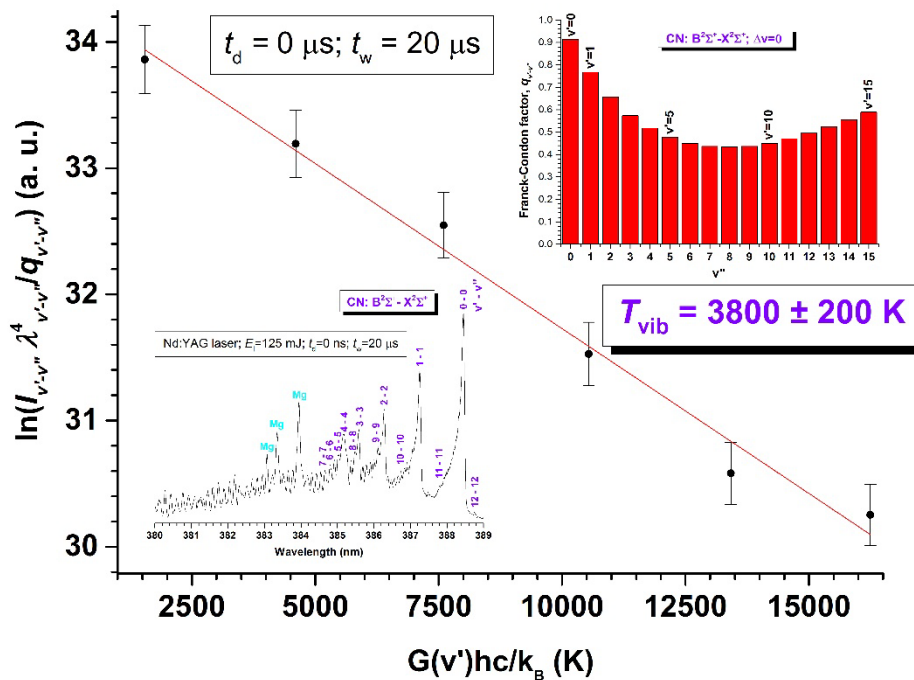 34
33
32
31
30
ln(I_v'-v'' λ⁴_v'-v''/q_v'-v'') (a. u.)
2500
5000
7500
10000
12500
15000
G(v')hc/k_B (K)
t_d = 0 µs; t_w = 20 µs
T_vib = 3800 ± 200 K
CN: B²Σ⁺-X²Σ⁺; Δv=0
Franck-Condon factor, q_v'-v''
1.0
0.9
0.8
0.7
0.6
0.5
0.4
0.3
0.2
0.1
0.0
v'=0
v'=1
v'=5
v'=10
v'=15
0 1 2 3 4 5 6 7 8 9 10 11 12 13 14 15
v''
CN: B²Σ⁻- X²Σ⁺
Nd:YAG laser; E_l=125 mJ; t_d=0 ns; t_w=20 µs
Mg
Mg
Mg
7 - 7
6 - 6
5 - 5
4 - 4
8 - 8
3 - 3
9 - 9
2 - 2
10 - 10
1 - 1
11 - 11
0 - 0
v' - v''
12 - 12
380 381 382 383 384 385 386 387 388 389
Wavelength (nm)